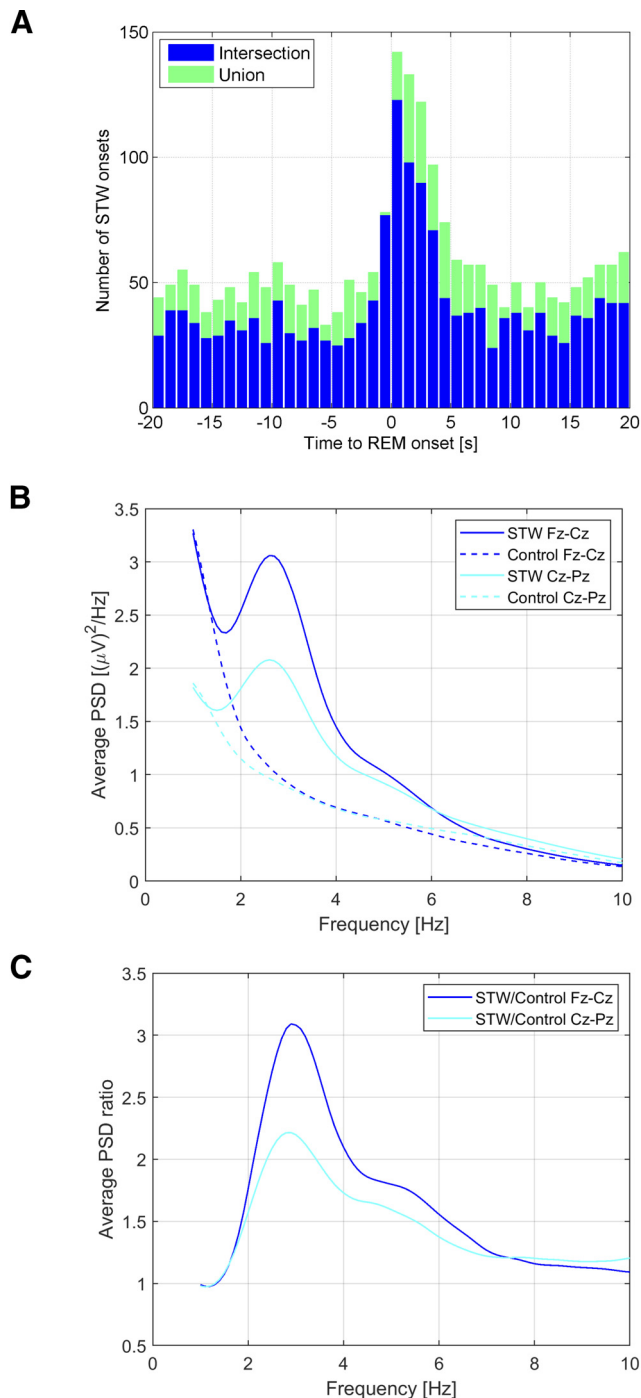 A
Intersection
Union
Number of STW onsets
150
100
50
0
-20 -15 -10 -5 0 5 10 15 20
Time to REM onset [s]
B
STW Fz-Cz
Control Fz-Cz
STW Cz-Pz
Control Cz-Pz
Average PSD [(μV)²/Hz]
3.5
3
2.5
2
1.5
1
0.5
0
0 2 4 6 8 10
Frequency [Hz]
C
STW/Control Fz-Cz
STW/Control Cz-Pz
Average PSD ratio
3.5
3
2.5
2
1.5
1
0.5
0 2 4 6 8 10
Frequency [Hz]